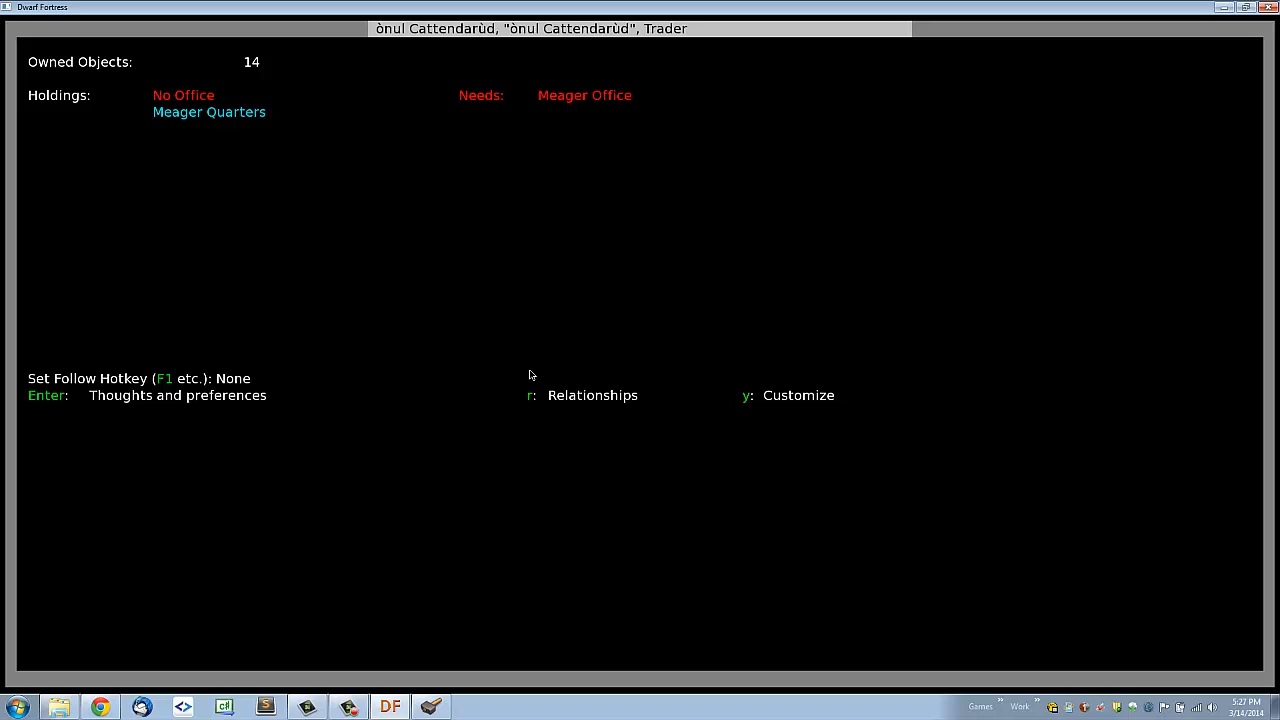 Dwarf Fortress
ònul Cattendarùd, "ònul Cattendarùd", Trader
Owned Objects: 14
Holdings: No Office Needs: Meager Office
Meager Quarters
Set Follow Hotkey (F1 etc.): None
Enter: Thoughts and preferences r: Relationships y: Customize
DF Games » Work » 5:27 PM
3/14/2014